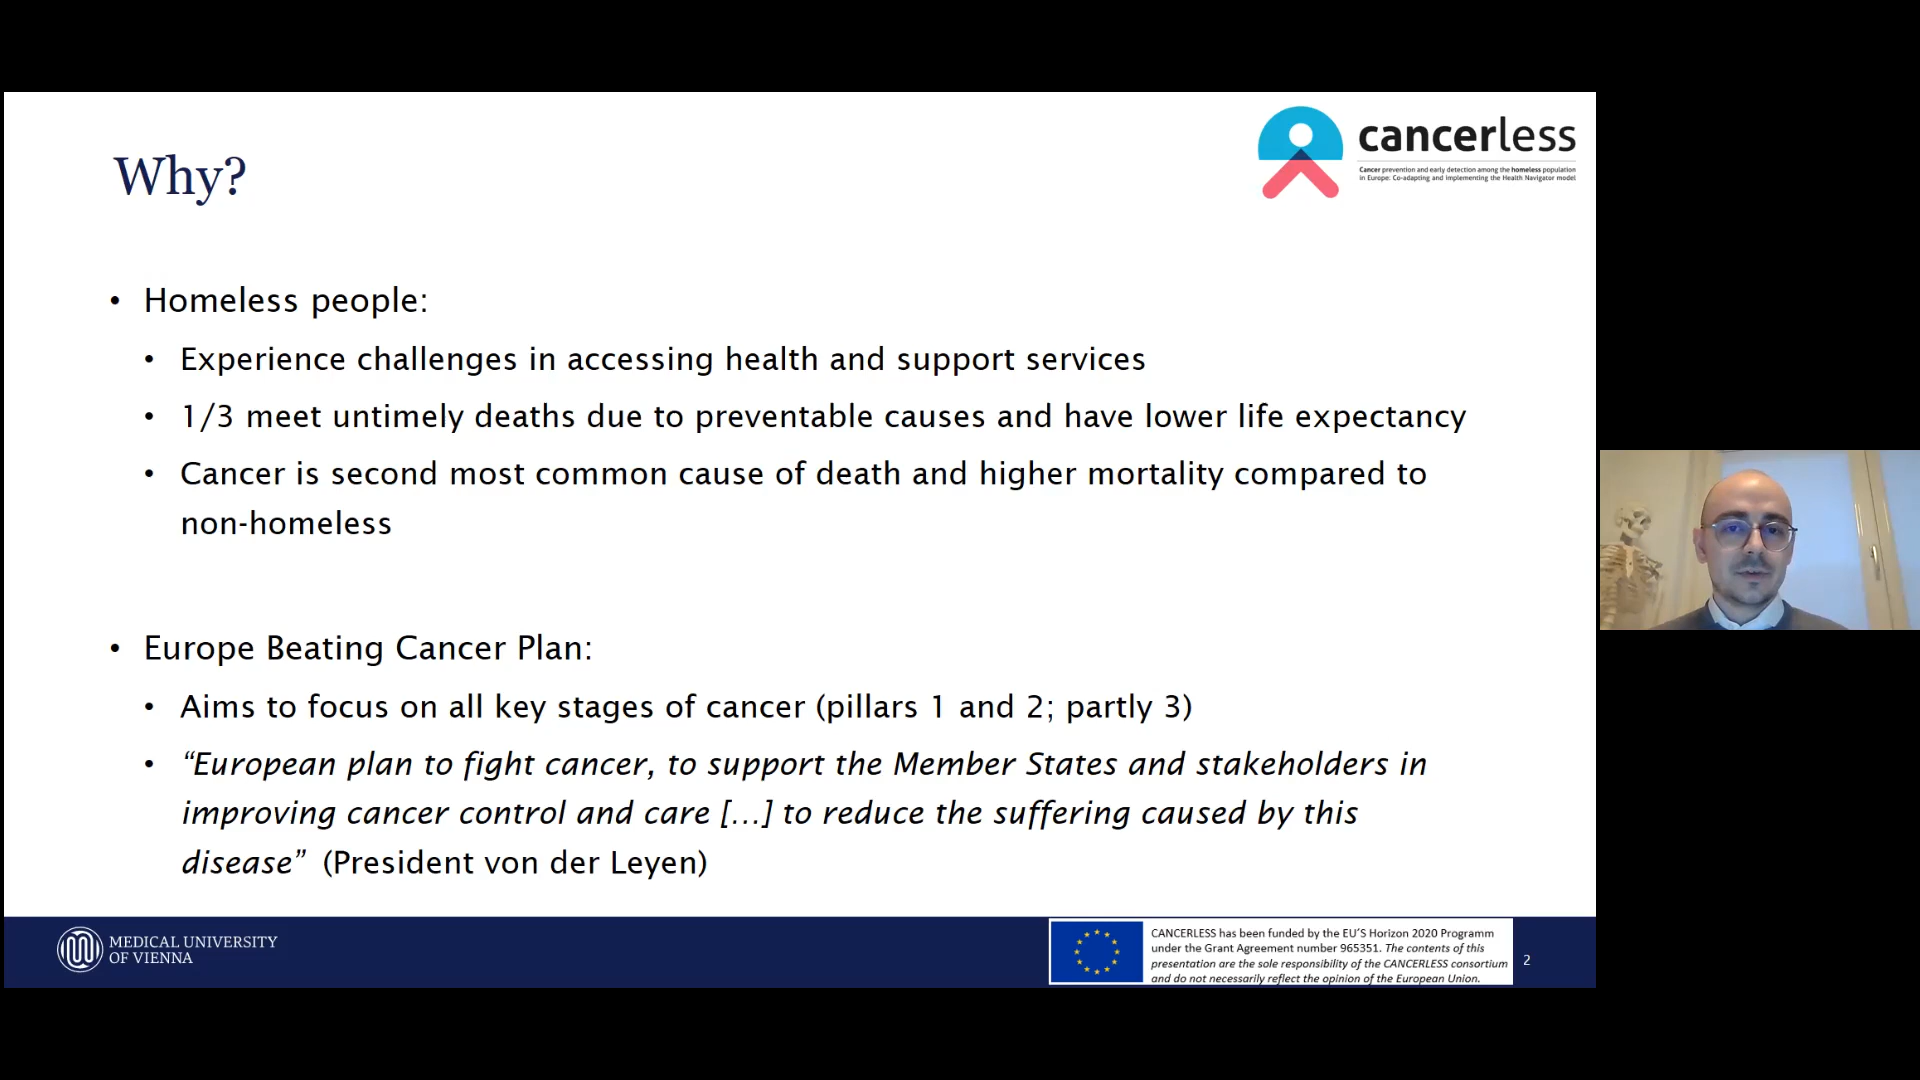 Why?
cancerless
Cancer prevention and early detection among the homeless population
in Europe: Co-adapting and implementing the Health Navigator model
• Homeless people:
• Experience challenges in accessing health and support services
• 1/3 meet untimely deaths due to preventable causes and have lower life expectancy
• Cancer is second most common cause of death and higher mortality compared to
non-homeless
• Europe Beating Cancer Plan:
• Aims to focus on all key stages of cancer (pillars 1 and 2; partly 3)
• “European plan to fight cancer, to support the Member States and stakeholders in
improving cancer control and care [...] to reduce the suffering caused by this
disease” (President von der Leyen)
MEDICAL UNIVERSITY
OF VIENNA
CANCERLESS has been funded by the EU'S Horizon 2020 Programm
under the Grant Agreement number 965351. The contents of this
presentation are the sole responsibility of the CANCERLESS consortium
and do not necessarily reflect the opinion of the European Union.
2